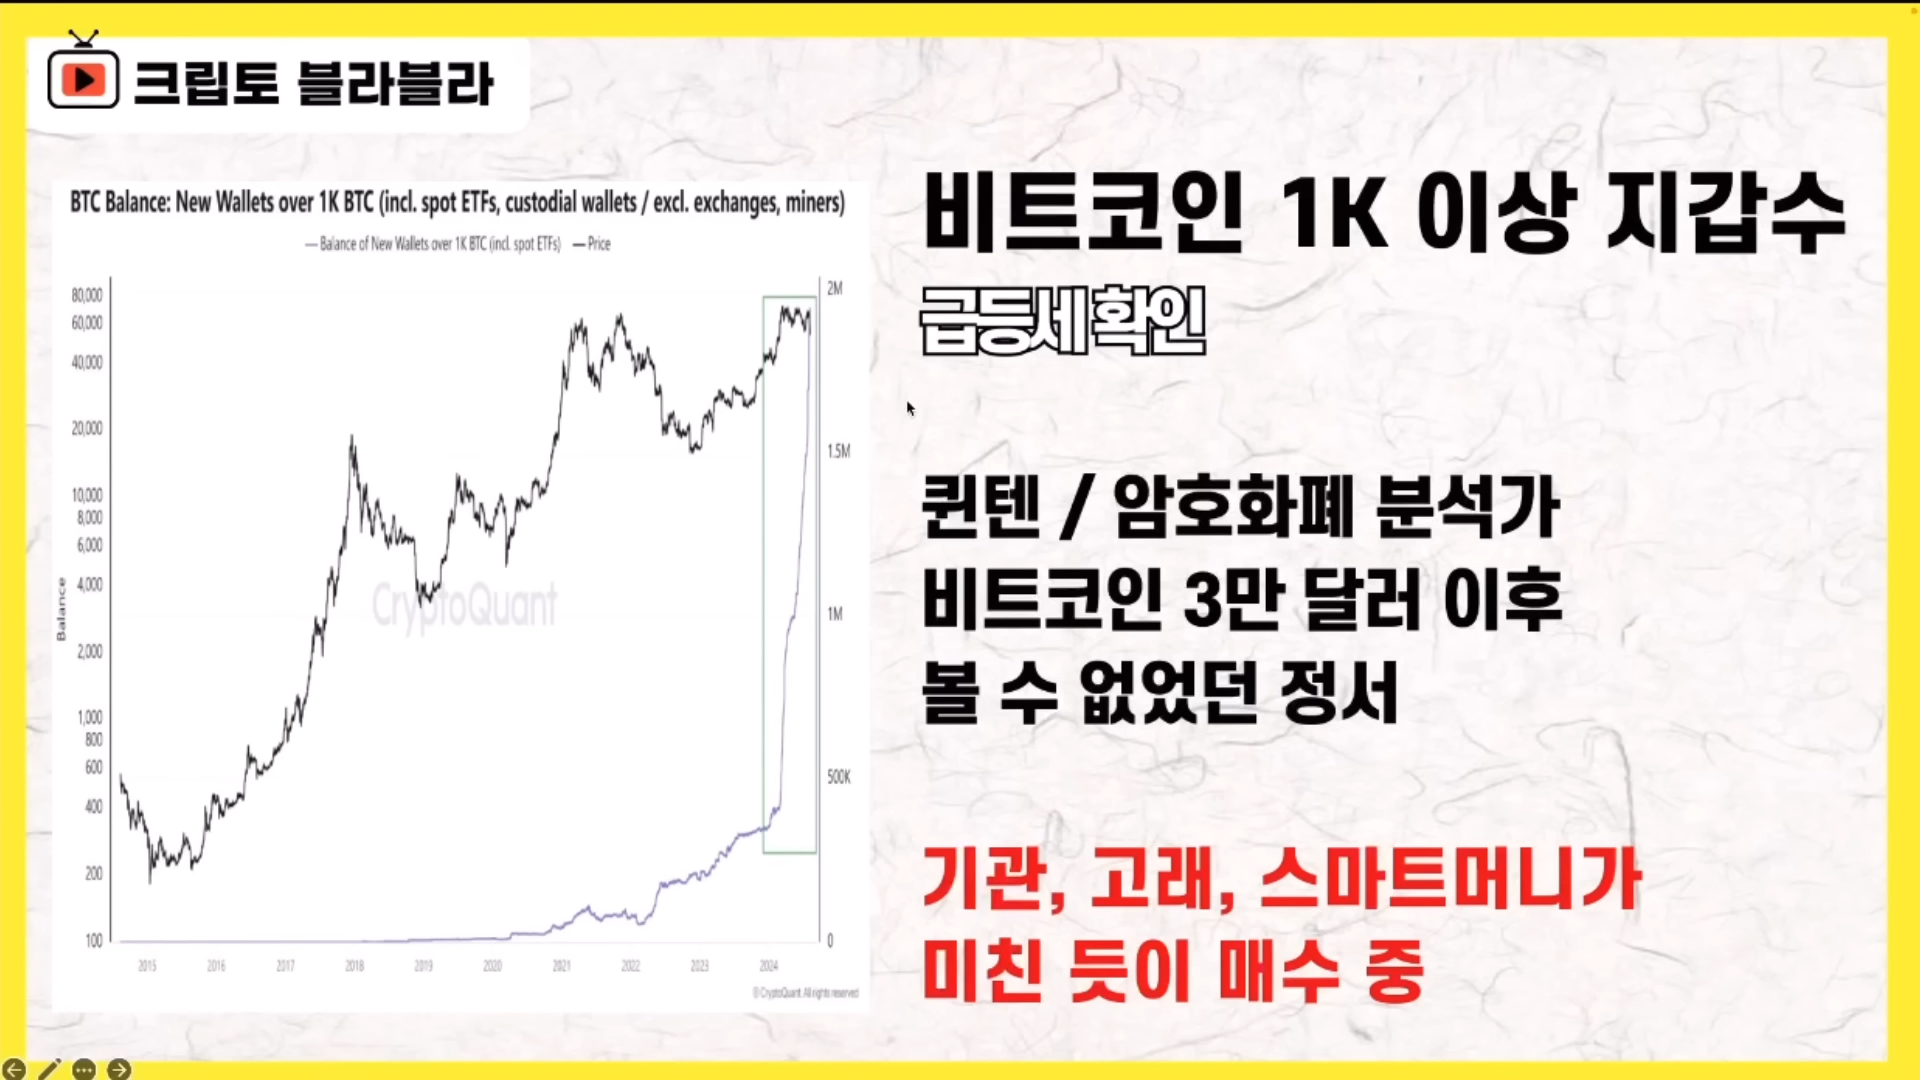 크립토 블라블라
BTC Balance: New Wallets over 1K BTC (incl. spot ETFs, custodial wallets / excl. exchanges, miners)
Balance of New Wallets over 1K BTC (incl. spot ETFs) Price
80,000
60,000
40,000
20,000
10,000
8,000
6,000
4,000
2,000
1,000
800
600
400
200
100
Balance
2M
1.5M
1M
500K
0
CryptoQuant
2015 2016 2017 2018 2019 2020 2021 2022 2023 2024
© CryptoQuant. All rights reserved
비트코인 1K 이상 지갑수
급등세 확인
퀸텐 / 암호화폐 분석가
비트코인 3만 달러 이후
볼 수 없었던 정서
기관, 고래, 스마트머니가
미친 듯이 매수 중